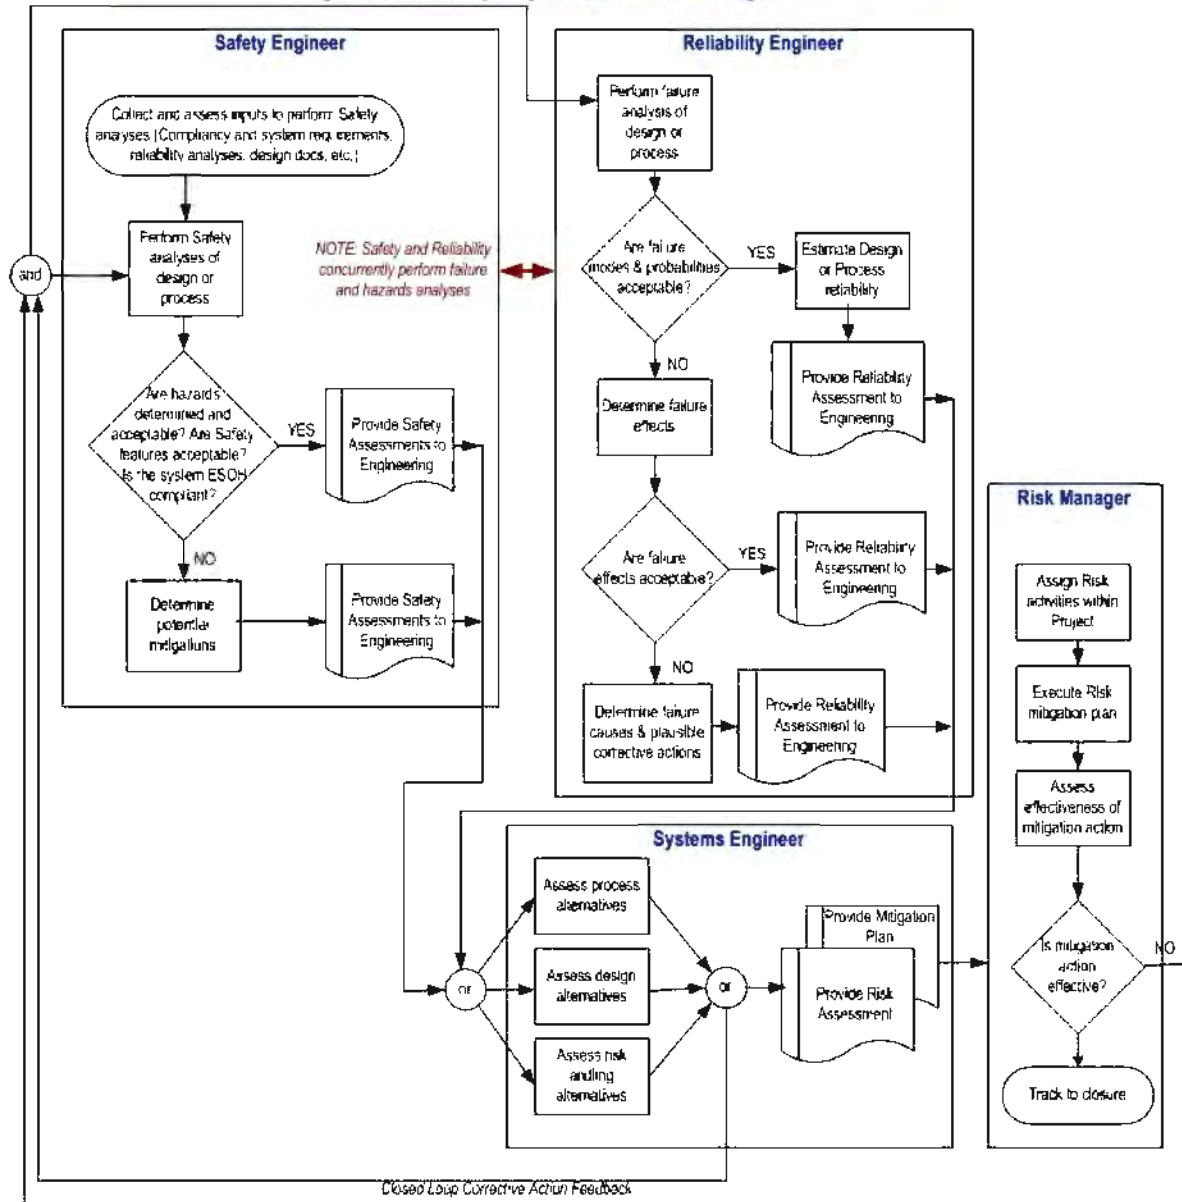 Safety Engineer
Collect and assess inputs to perform Safety
analyses (Compliancy and system requirements,
reliability analyses, design docs, etc.)
Perform Safety
analyses of
design or
process
and
Are hazards
determined and
acceptable? Are Safety
features acceptable?
Is the system ESOH
compliant?
YES
Provide Safety
Assessments to
Engineering
NO
Determine
potential
mitigations
Provide Safety
Assessments to
Engineering
NOTE: Safety and Reliability
concurrently perform failure
and hazards analyses
Reliability Engineer
Perform failure
analysis of
design or
process
Are failure
modes & probabilities
acceptable?
YES
Estimate Design
or Process
reliability
Provide Reliability
Assessment to
Engineering
NO
Determine failure
effects
Are failure
effects acceptable?
YES
Provide Reliability
Assessment to
Engineering
NO
Determine failure
causes & plausible
corrective actions
Provide Reliability
Assessment to
Engineering
Systems Engineer
or
Assess process
alternatives
Assess design
alternatives
Assess risk
andling
alternatives
or
Provide Mitigation
Plan
Provide Risk
Assessment
Risk Manager
Assign Risk
activities within
Project
Execute Risk
mitigation plan
Assess
effectiveness of
mitigation action
Is mitigation
action
effective?
NO
Track to closure
Closed Loop Corrective Action Feedback